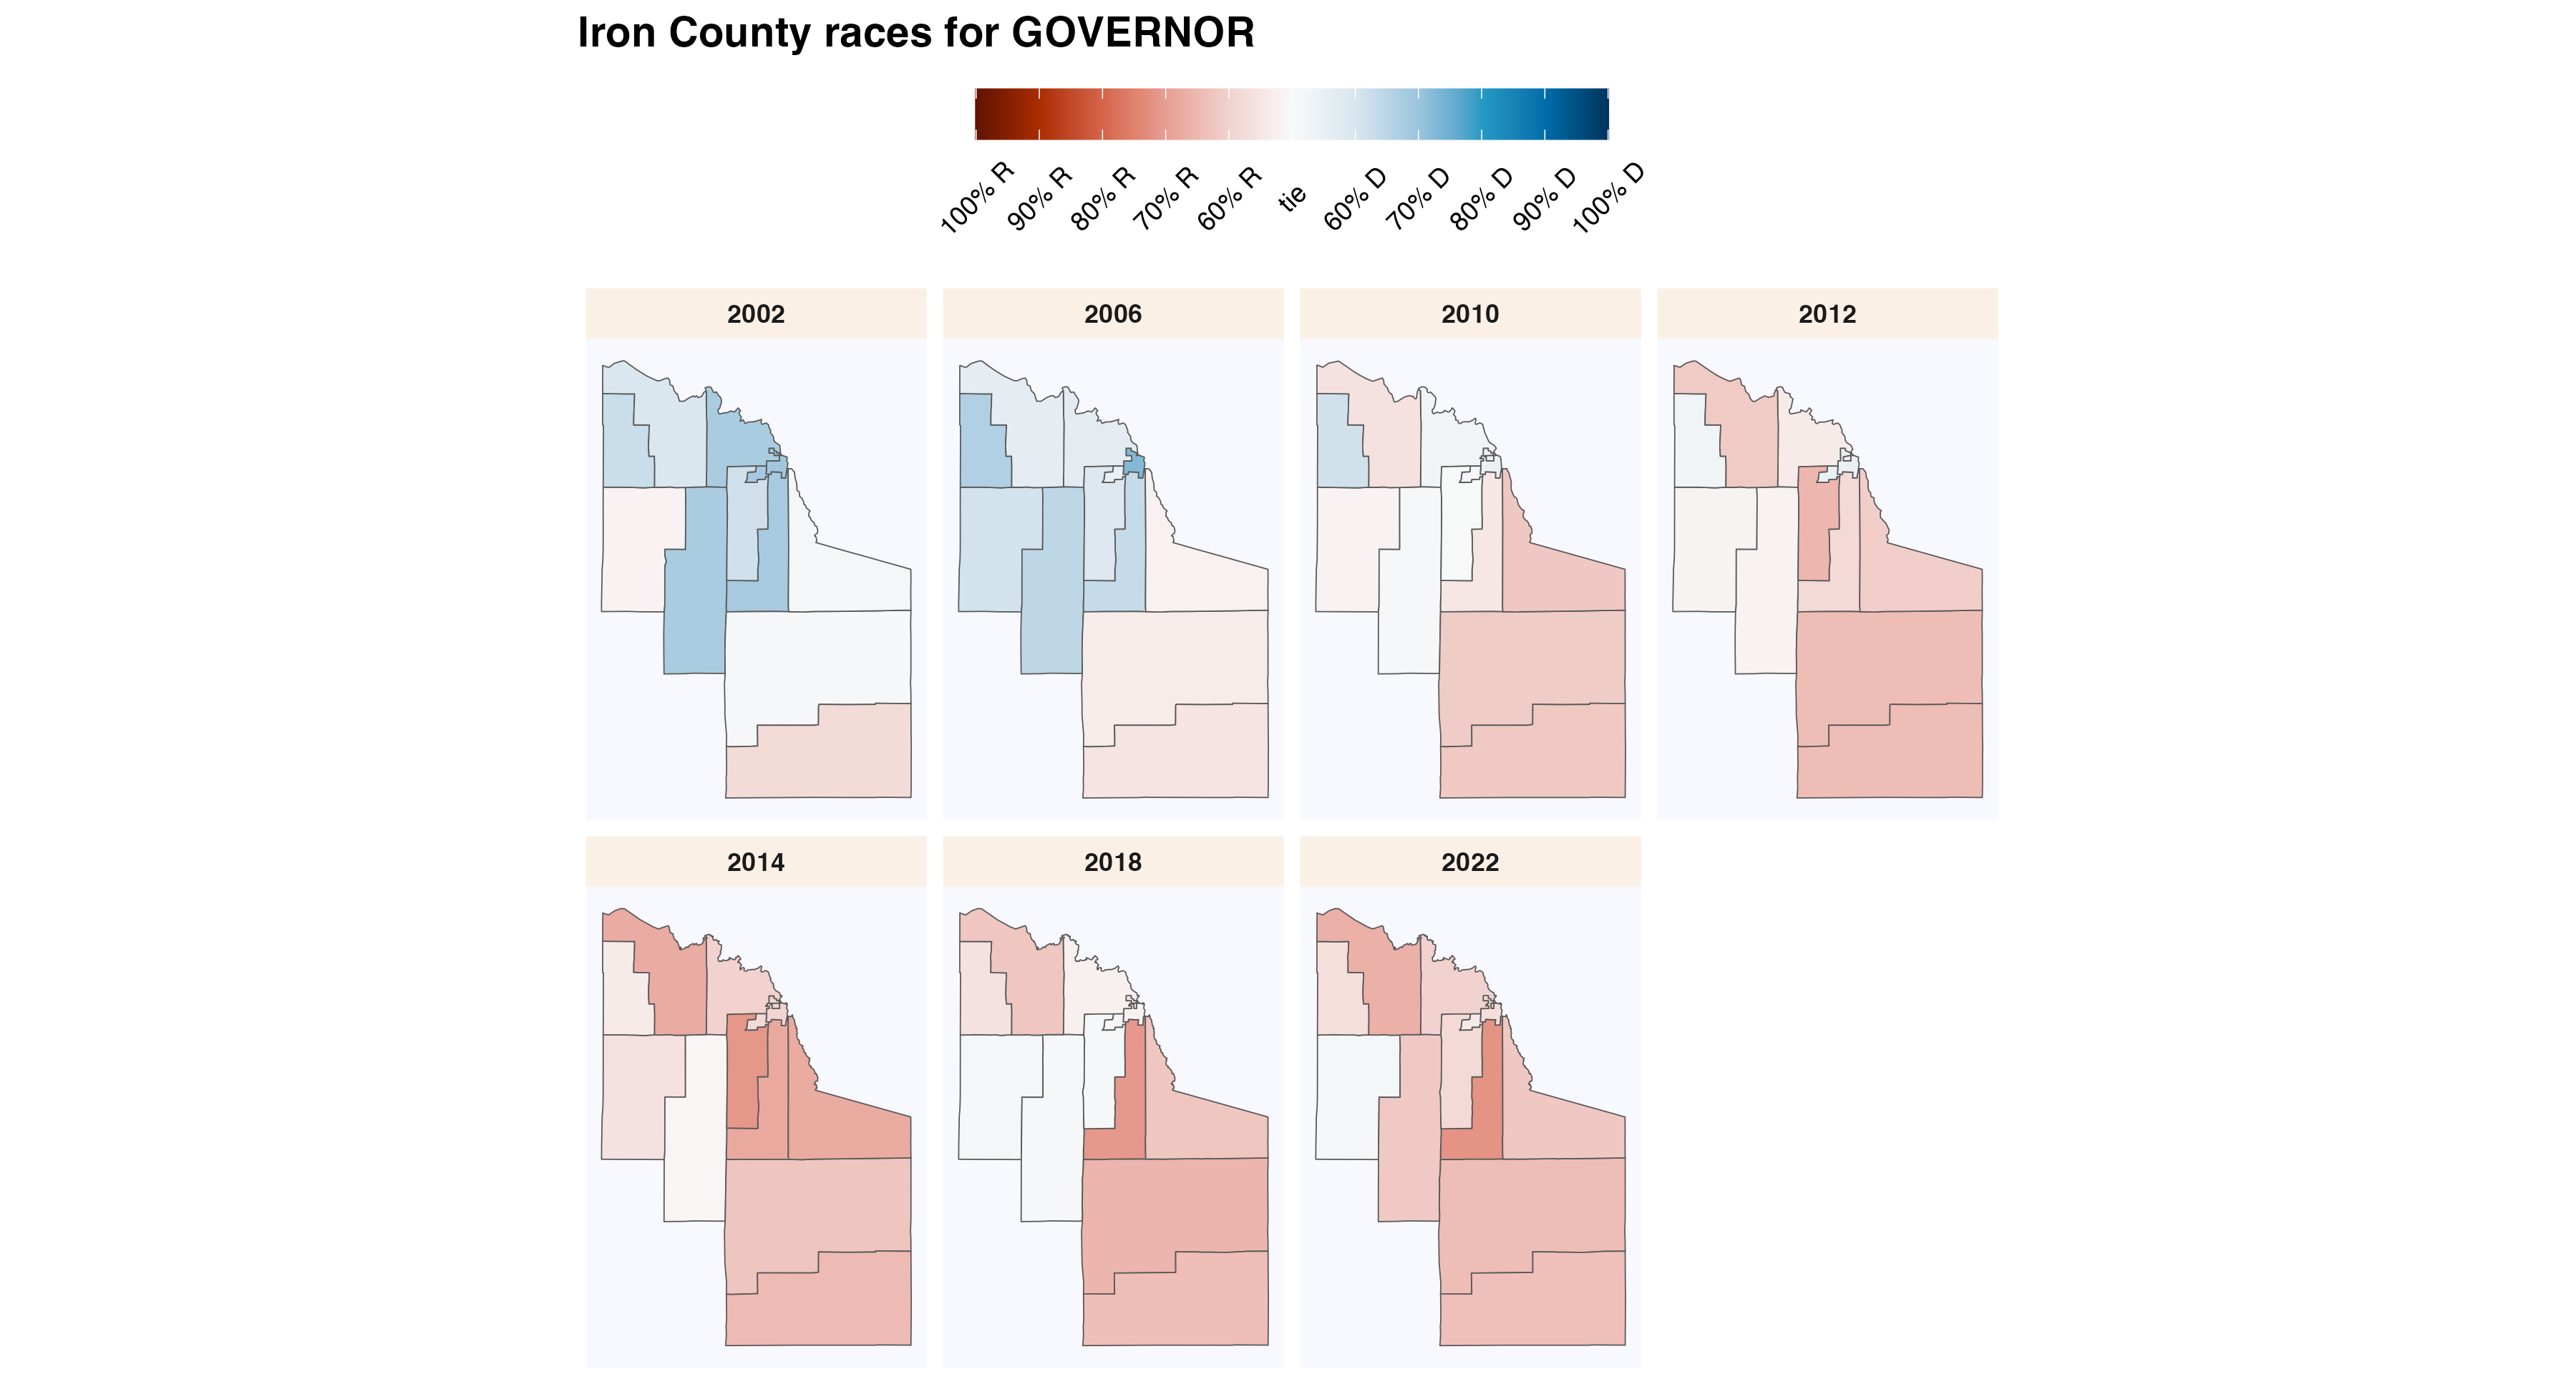 Iron County races for GOVERNOR
100% R 90% R 80% R 70% R 60% R tie 60% D 70% D 80% D 90% D 100% D
2002 2006 2010 2012
2014 2018 2022